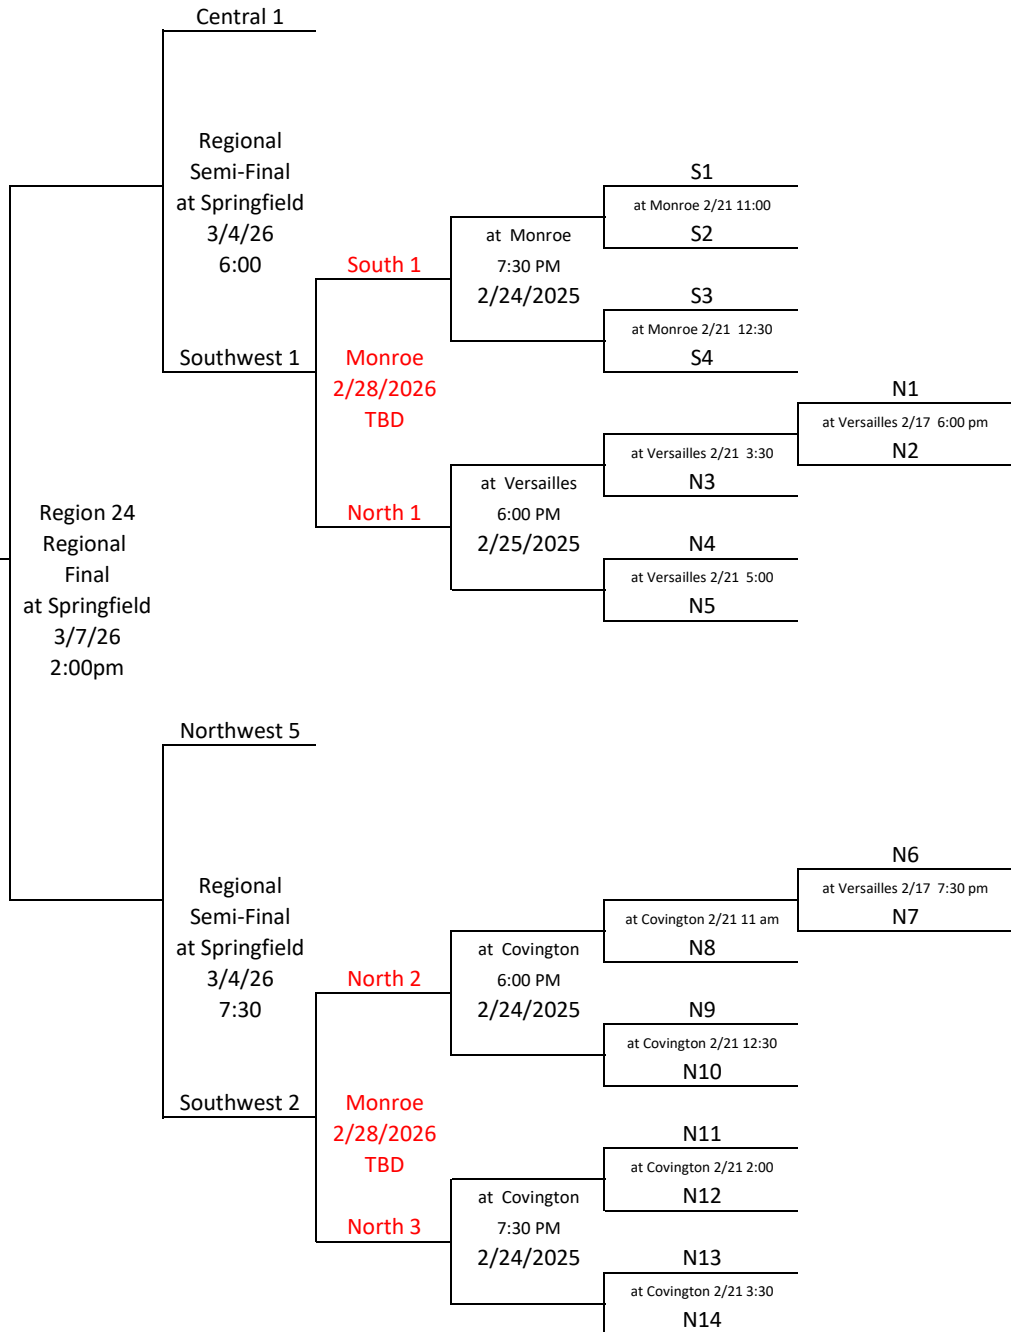 Central 1
Regional
Semi-Final
at Springfield
3/4/26
6:00
Southwest 1
South 1
Monroe
2/28/2026
TBD
North 1
at Monroe
7:30 PM
2/24/2025
S1
at Monroe 2/21 11:00
S2
S3
at Monroe 2/21 12:30
S4
N1
at Versailles 2/17 6:00 pm
N2
at Versailles 2/21 3:30
N3
at Versailles
6:00 PM
2/25/2025
N4
at Versailles 2/21 5:00
N5
Region 24
Regional
Final
at Springfield
3/7/26
2:00pm
Northwest 5
Regional
Semi-Final
at Springfield
3/4/26
7:30
Southwest 2
North 2
Monroe
2/28/2026
TBD
North 3
at Covington
6:00 PM
2/24/2025
N6
at Versailles 2/17 7:30 pm
N7
at Covington 2/21 11 am
N8
N9
at Covington 2/21 12:30
N10
N11
at Covington 2/21 2:00
N12
at Covington
7:30 PM
2/24/2025
N13
at Covington 2/21 3:30
N14